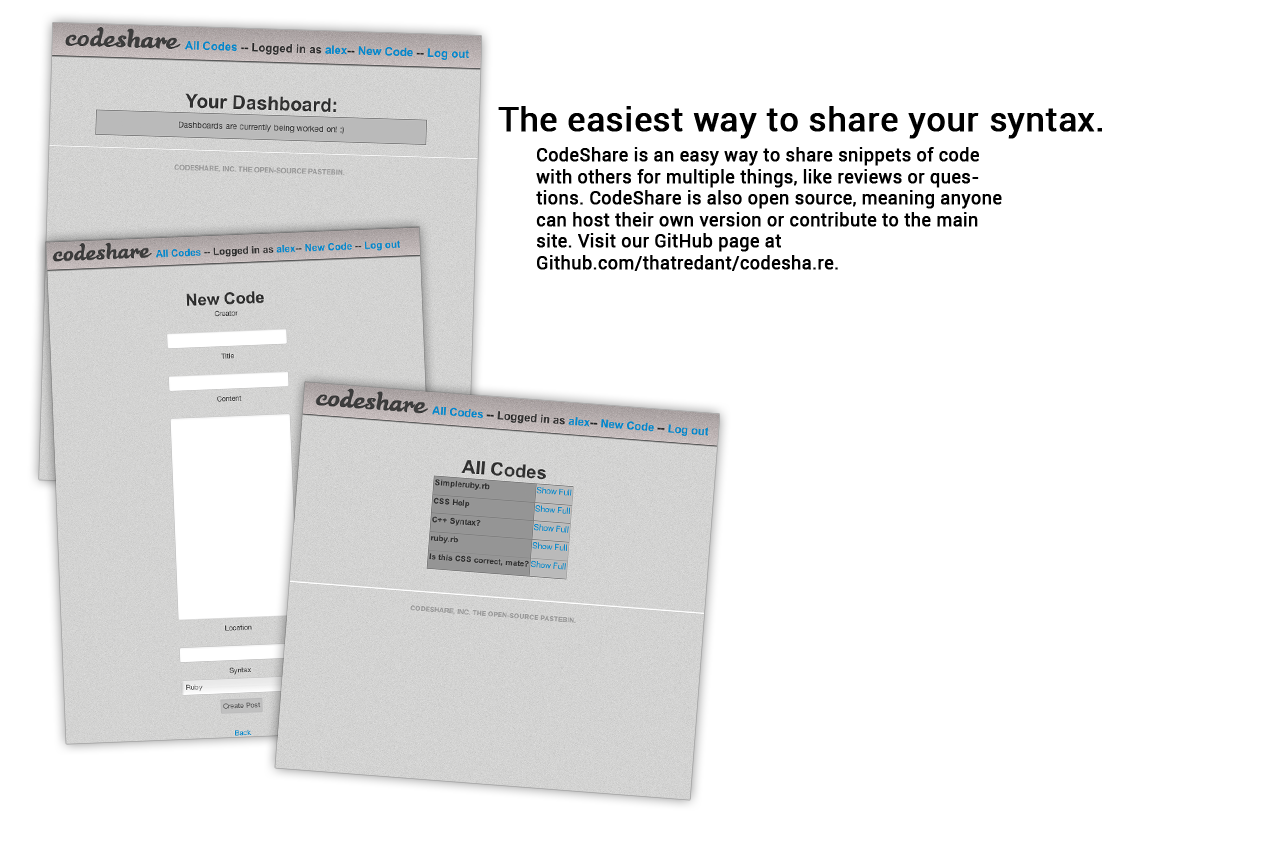 codeshare All Codes -- Logged in as alex-- New Code -- Log out
Your Dashboard:
Dashboards are currently being worked on! :)
CODESHARE, INC. THE OPEN-SOURCE PASTEBIN.
The easiest way to share your syntax.
CodeShare is an easy way to share snippets of code
with others for multiple things, like reviews or ques-
tions. CodeShare is also open source, meaning anyone
can host their own version or contribute to the main
site. Visit our GitHub page at
Github.com/thatredant/codesha.re.
codeshare All Codes -- Logged in as alex-- New Code -- Log out
New Code
Creator
Title
Content
Location
Syntax
Ruby
Create Post
Back
codeshare All Codes -- Logged in as alex-- New Code -- Log out
All Codes
Simpleruby.rb Show Full
CSS Help Show Full
C++ Syntax? Show Full
ruby.rb Show Full
Is this CSS correct, mate? Show Full
CODESHARE, INC. THE OPEN-SOURCE PASTEBIN.